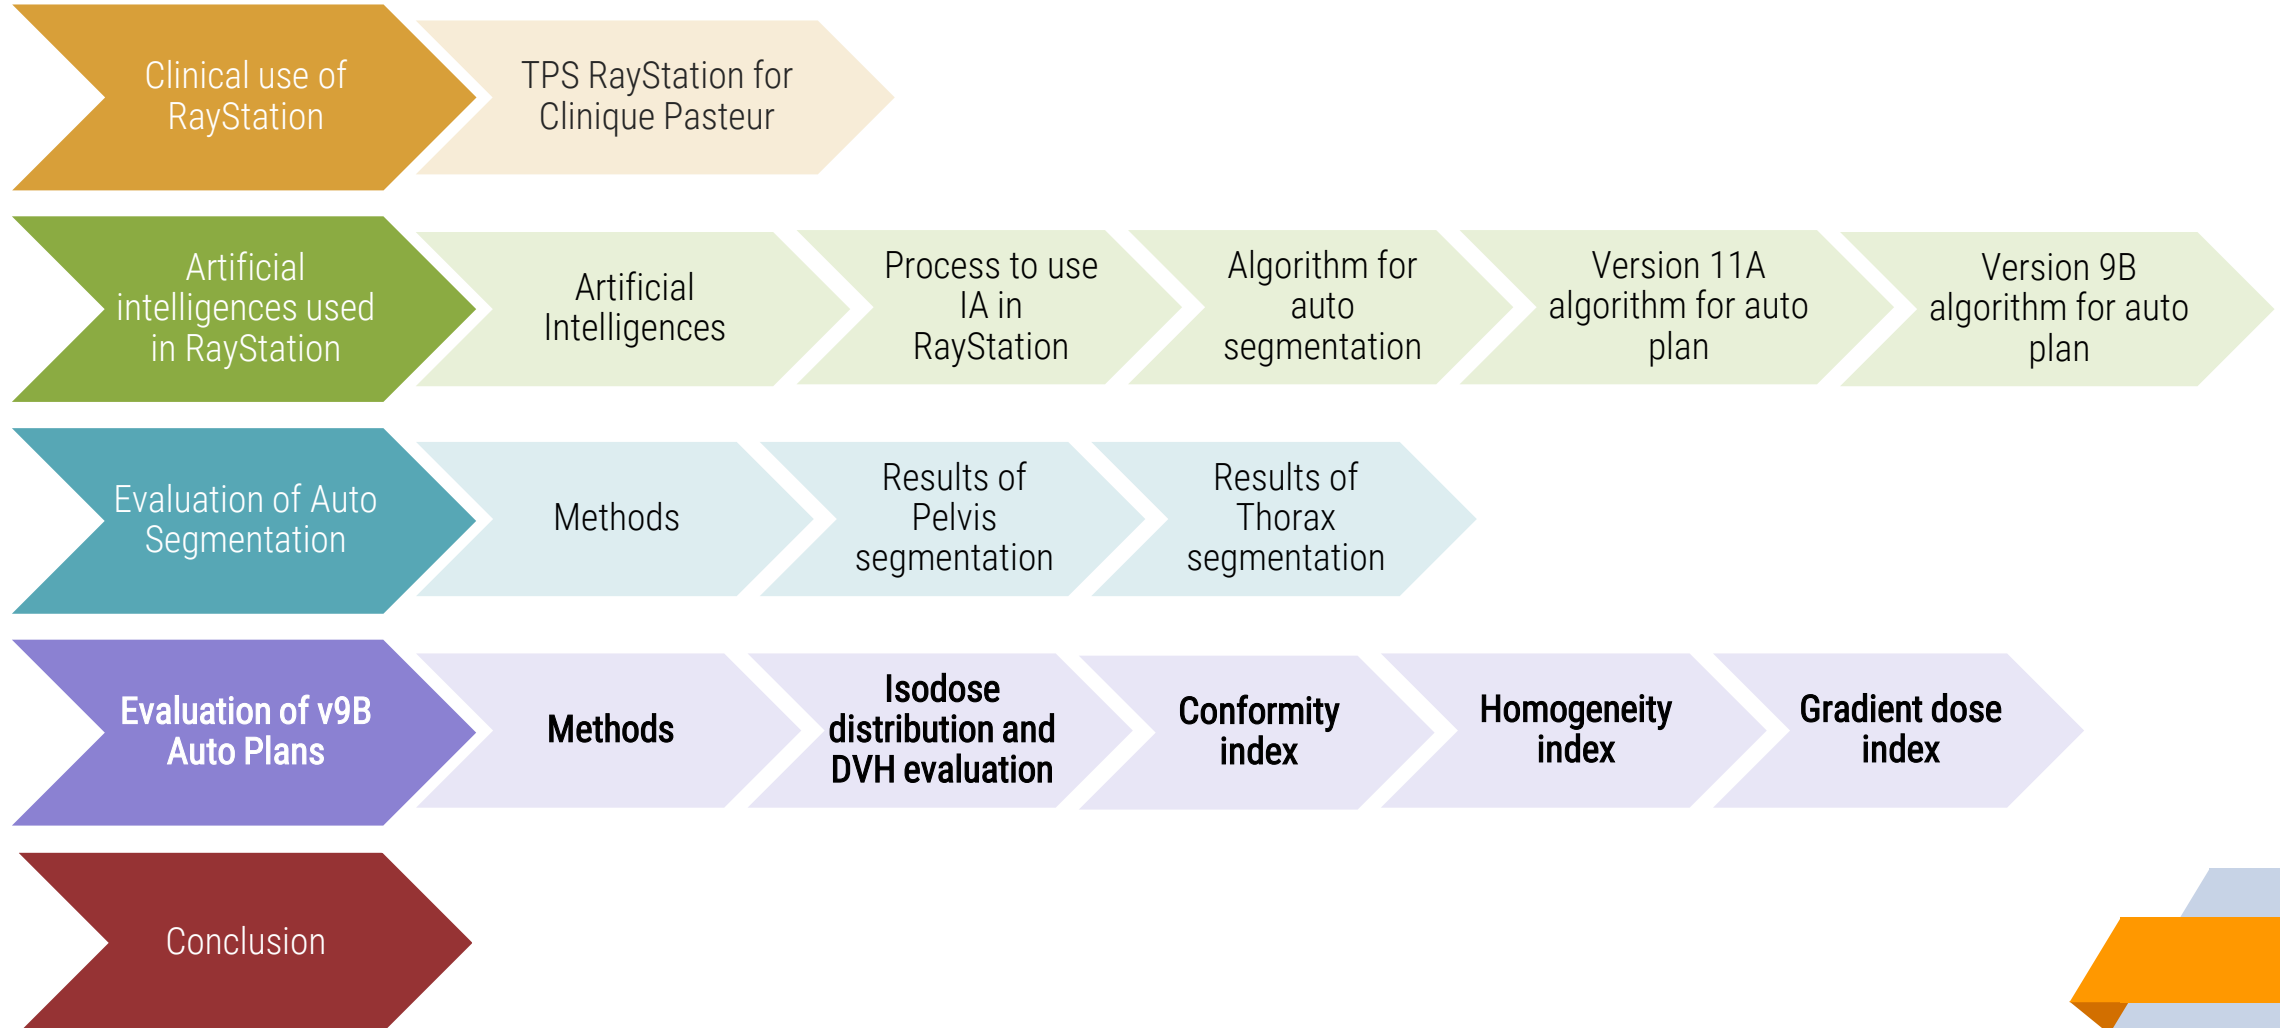 Clinical use of
RayStation
TPS RayStation for
Clinique Pasteur
Artificial
intelligences used
in RayStation
Artificial
Intelligences
Process to use
IA in
RayStation
Algorithm for
auto
segmentation
Version 11A
algorithm for auto
plan
Version 9B
algorithm for auto
plan
Evaluation of Auto
Segmentation
Methods
Results of
Pelvis
segmentation
Results of
Thorax
segmentation
Evaluation of v9B
Auto Plans
Methods
Isodose
distribution and
DVH evaluation
Conformity
index
Homogeneity
index
Gradient dose
index
Conclusion